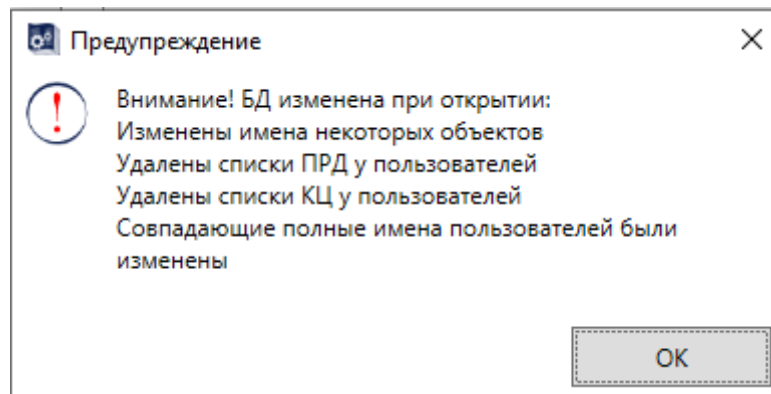 Предупреждение
Внимание! БД изменена при открытии:
Изменены имена некоторых объектов
Удалены списки ПРД у пользователей
Удалены списки КЦ у пользователей
Совпадающие полные имена пользователей были
изменены
ОК